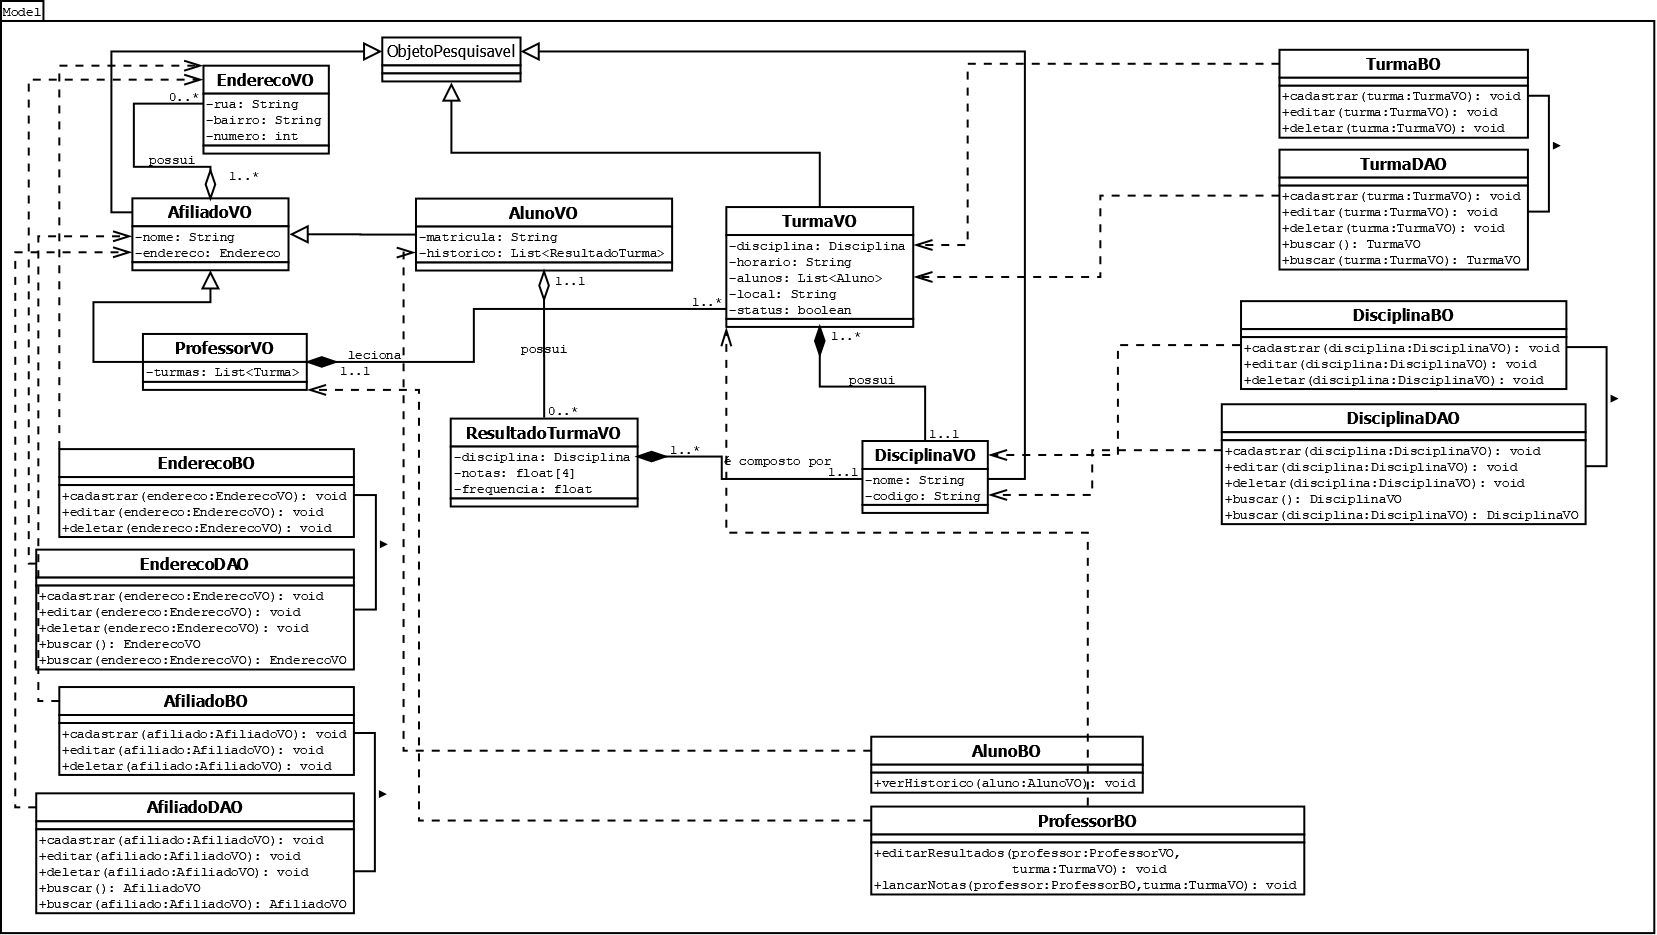 Model
ObjetoPesquisavel
EnderecoVO
-rua: String
-bairro: String
-numero: int
0..*
possui
1..*
AfiliadoVO
-nome: String
-endereco: Endereco
AlunoVO
-matricula: String
-historico: List<ResultadoTurma>
1..1
possui
0..*
TurmaVO
-disciplina: Disciplina
-horario: String
-alunos: List<Aluno>
-local: String
-status: boolean
1..*
1..*
possui
1..1
ProfessorVO
-turmas: List<Turma>
leciona
1..1
ResultadoTurmaVO
-disciplina: Disciplina
-notas: float[4]
-frequencia: float
1..*
é composto por
1..1
DisciplinaVO
-nome: String
-codigo: String
TurmaBO
+cadastrar(turma:TurmaVO): void
+editar(turma:TurmaVO): void
+deletar(turma:TurmaVO): void
TurmaDAO
+cadastrar(turma:TurmaVO): void
+editar(turma:TurmaVO): void
+deletar(turma:TurmaVO): void
+buscar(): TurmaVO
+buscar(turma:TurmaVO): TurmaVO
DisciplinaBO
+cadastrar(disciplina:DisciplinaVO): void
+editar(disciplina:DisciplinaVO): void
+deletar(disciplina:DisciplinaVO): void
DisciplinaDAO
+cadastrar(disciplina:DisciplinaVO): void
+editar(disciplina:DisciplinaVO): void
+deletar(disciplina:DisciplinaVO): void
+buscar(): DisciplinaVO
+buscar(disciplina:DisciplinaVO): DisciplinaVO
EnderecoBO
+cadastrar(endereco:EnderecoVO): void
+editar(endereco:EnderecoVO): void
+deletar(endereco:EnderecoVO): void
EnderecoDAO
+cadastrar(endereco:EnderecoVO): void
+editar(endereco:EnderecoVO): void
+deletar(endereco:EnderecoVO): void
+buscar(): EnderecoVO
+buscar(endereco:EnderecoVO): EnderecoVO
AfiliadoBO
+cadastrar(afiliado:AfiliadoVO): void
+editar(afiliado:AfiliadoVO): void
+deletar(afiliado:AfiliadoVO): void
AfiliadoDAO
+cadastrar(afiliado:AfiliadoVO): void
+editar(afiliado:AfiliadoVO): void
+deletar(afiliado:AfiliadoVO): void
+buscar(): AfiliadoVO
+buscar(afiliado:AfiliadoVO): AfiliadoVO
AlunoBO
+verHistorico(aluno:AlunoVO): void
ProfessorBO
+editarResultados(professor:ProfessorVO,
turma:TurmaVO): void
+lancarNotas(professor:ProfessorBO,turma:TurmaVO): void